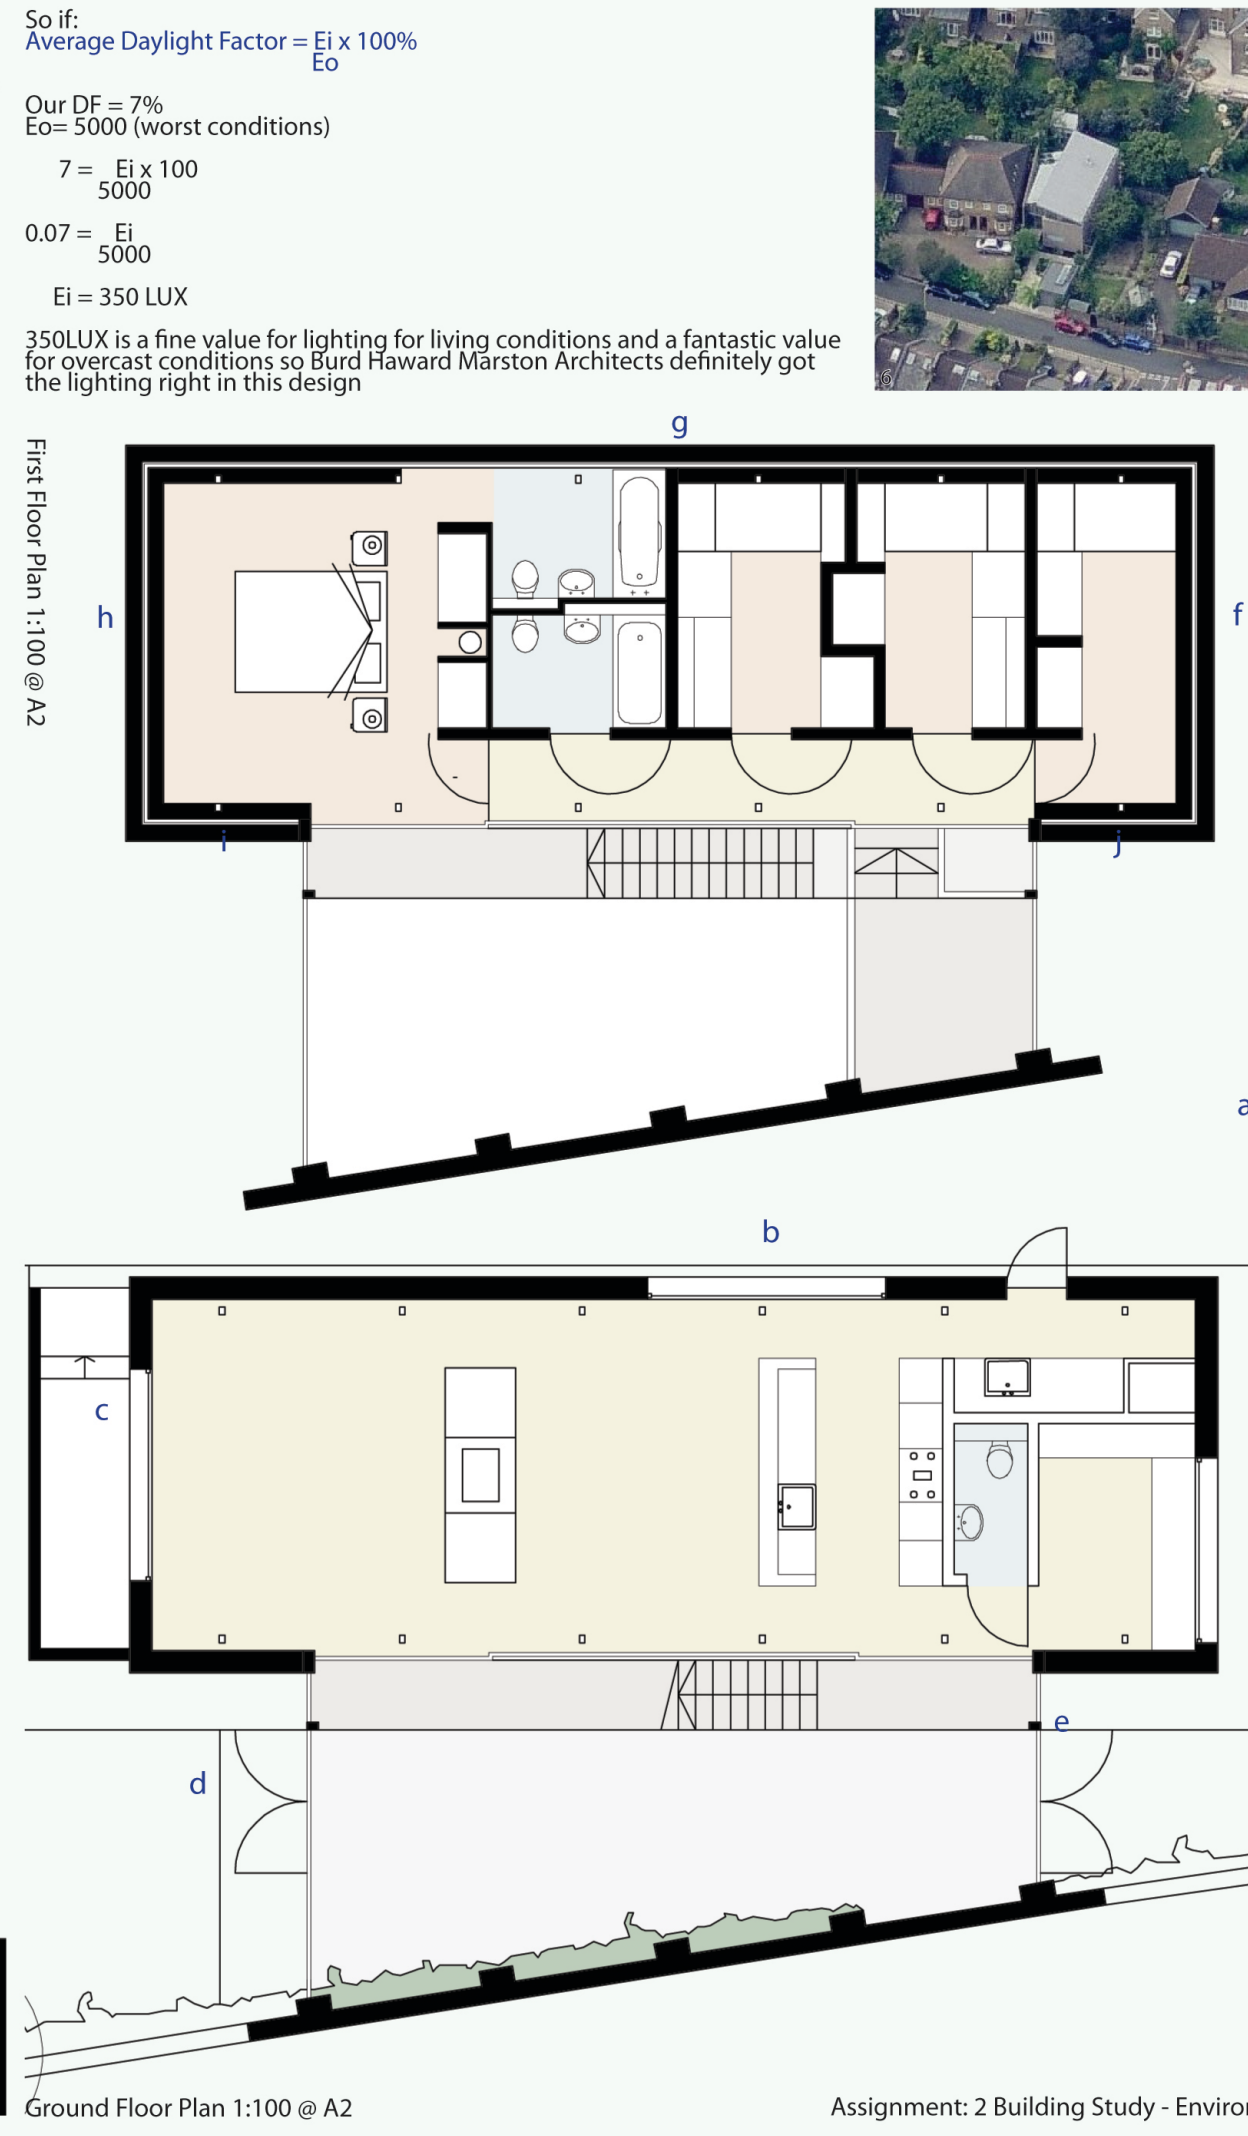 So if:
Average Daylight Factor = Ei x 100%
Eo
Our DF = 7%
Eo= 5000 (worst conditions)
7 = Ei x 100
5000
0.07 = Ei
5000
Ei = 350 LUX
350LUX is a fine value for lighting for living conditions and a fantastic value
for overcast conditions so Burd Haward Marston Architects definitely got
the lighting right in this design
6
First Floor Plan 1:100 @ A2
g
h
f
i
j
a
b
c
e
d
Ground Floor Plan 1:100 @ A2
Assignment: 2 Building Study - Enviro